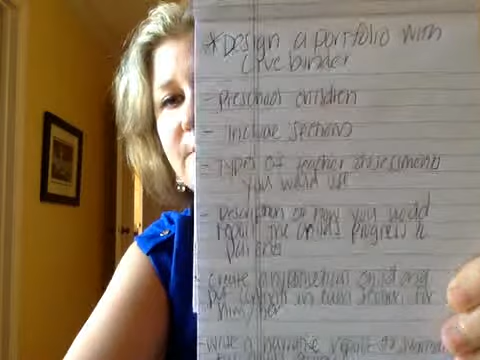 * Design a portfolio with
Live binder
- Preschool children
- Include sections
- Types of teacher assessments
you would use
- Description of how you would
the child's progress to
parents
- Create a hypothetical child and
put in each section for
him/her
- Write a narrative report to